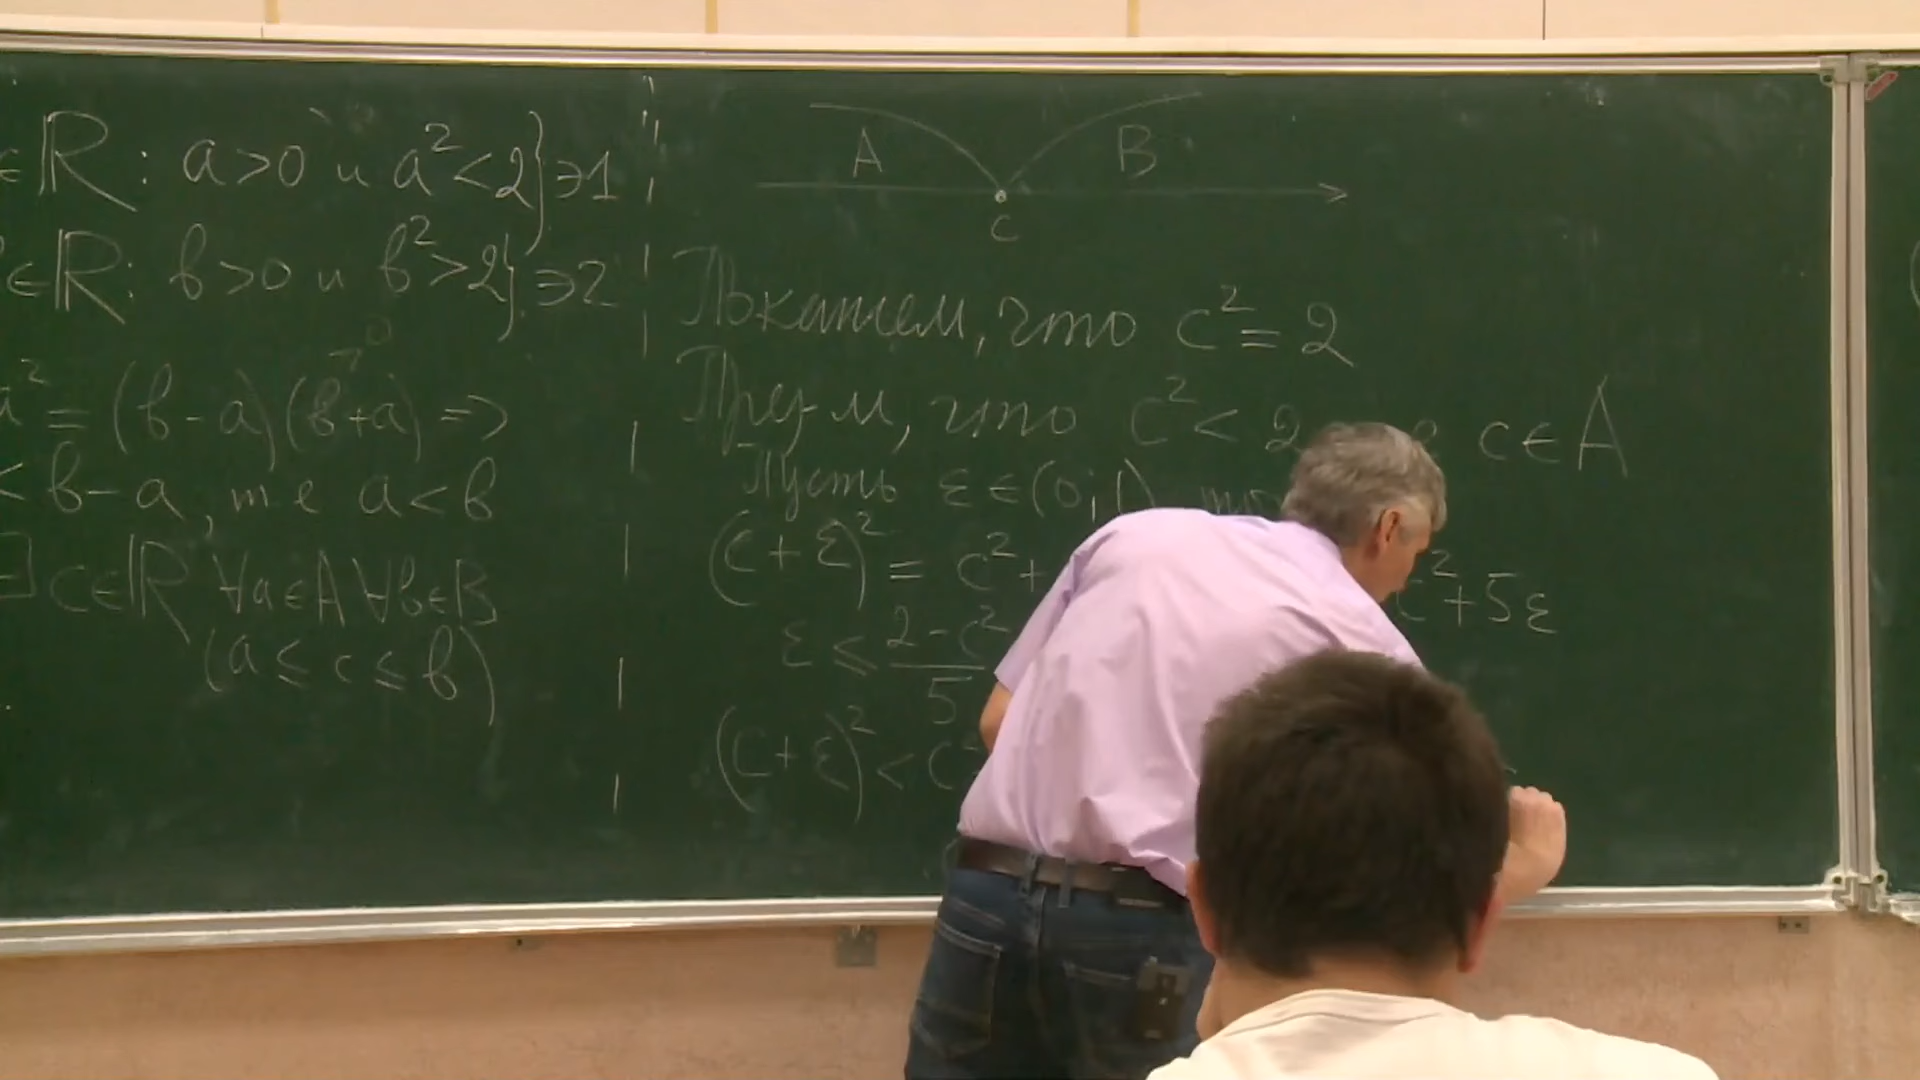 ∈ℝ: a>0 и a²<2}∋1
∈ℝ: b>0 и b²>2}∋2
a²=(b-a)(b+a) =>
< b-a, т е a<b
∃ c∈ℝ ∀a∈A ∀b∈B
(a≤c≤b)
A B
c
Покажем, что c²=2
Пред-м, что c²<2 c∈A
Пусть ε∈(0;1)
(c+ε)² = c²+ c²+5ε
ε ≤ (2-c²)/5
(c+ε)² < c²